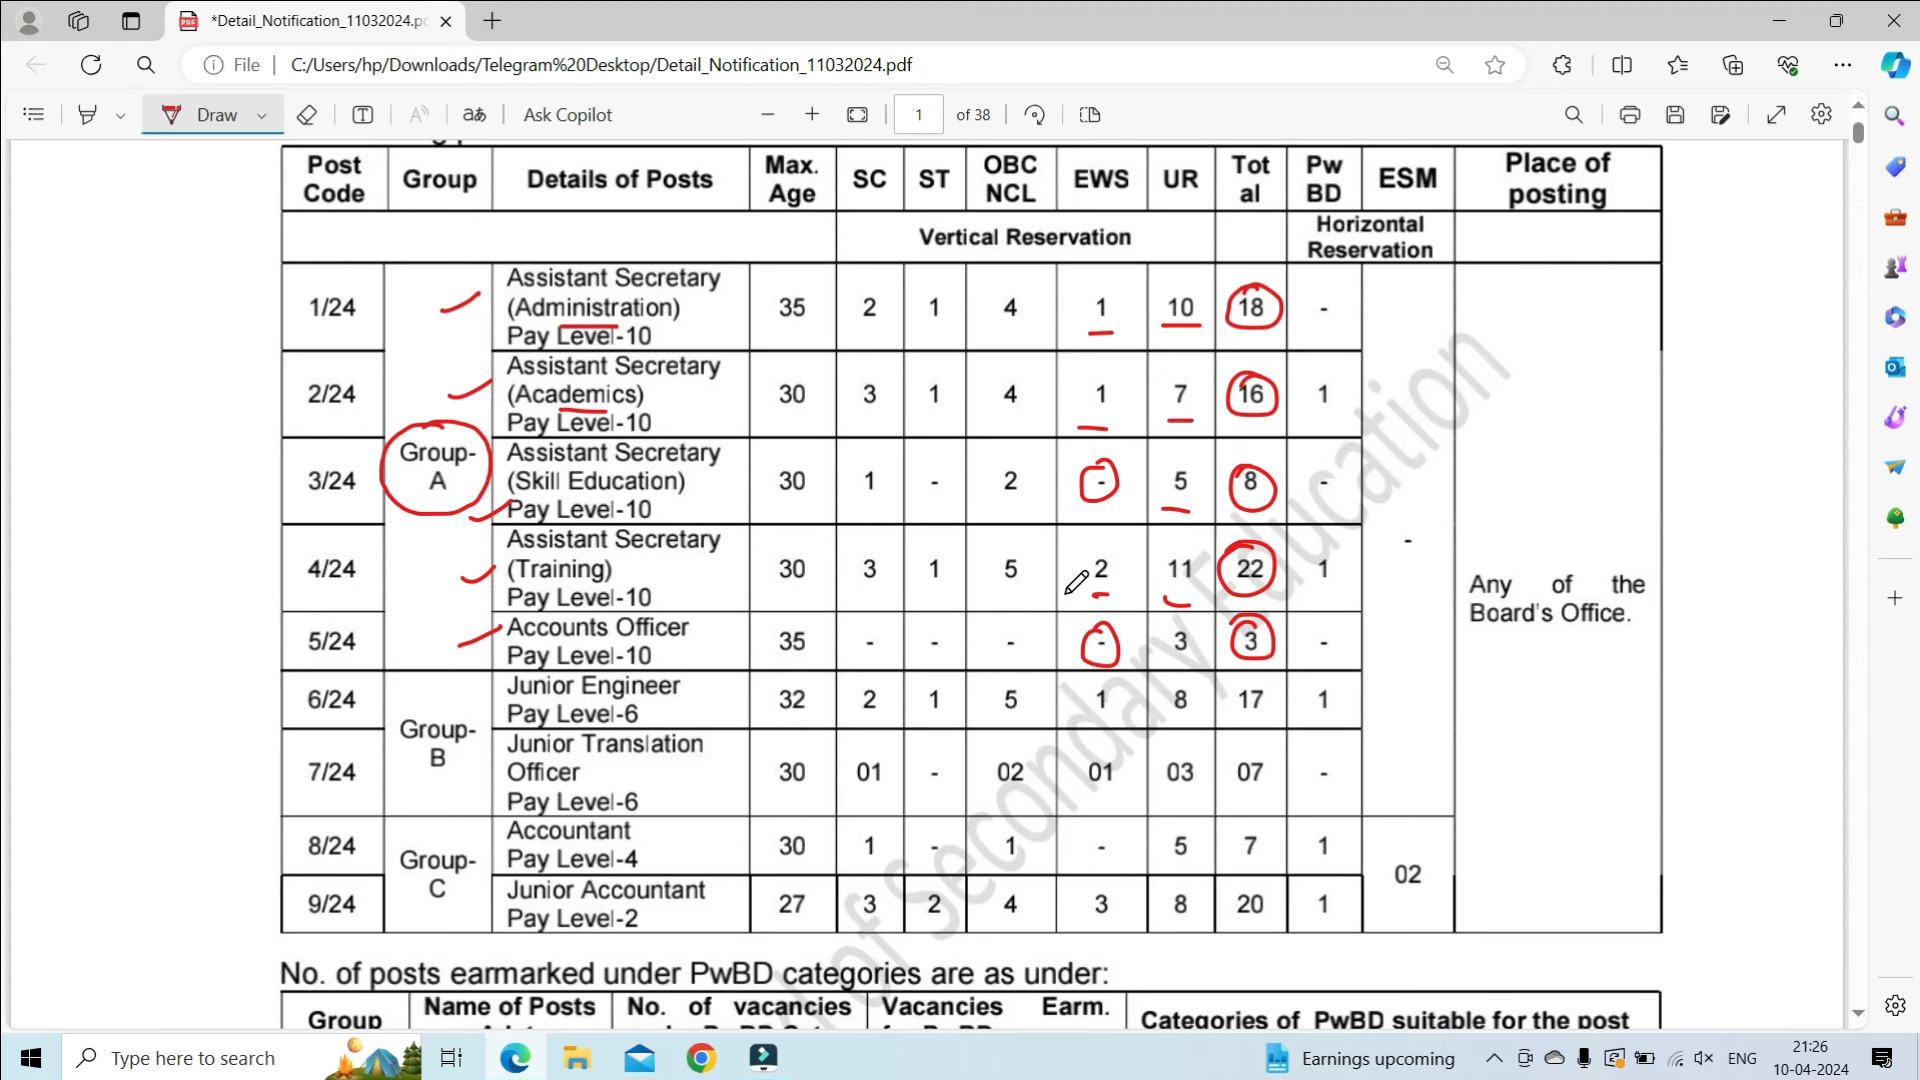 *Detail_Notification_11032024.pd
File
C:/Users/hp/Downloads/Telegram%20Desktop/Detail_Notification_11032024.pdf
Draw
Ask Copilot
1 of 38
Post Code Group Details of Posts Max. Age SC ST OBC NCL EWS UR Tot al Pw BD ESM Place of posting
Vertical Reservation Horizontal Reservation
1/24 Assistant Secretary (Administration) Pay Level-10 35 2 1 4 1 10 18 -
2/24 Assistant Secretary (Academics) Pay Level-10 30 3 1 4 1 7 16 1
Group-A
3/24 Assistant Secretary (Skill Education) Pay Level-10 30 1 - 2 - 5 8 -
4/24 Assistant Secretary (Training) Pay Level-10 30 3 1 5 2 11 22 1 -
Any of the Board's Office.
5/24 Accounts Officer Pay Level-10 35 - - - - 3 3 -
6/24 Junior Engineer Pay Level-6 32 2 1 5 1 8 17 1
Group-B
7/24 Junior Translation Officer Pay Level-6 30 01 - 02 01 03 07 -
8/24 Accountant Pay Level-4 30 1 - 1 - 5 7 1
Group-C 02
9/24 Junior Accountant Pay Level-2 27 3 2 4 3 8 20 1
of Secondary Education
No. of posts earmarked under PwBD categories are as under:
Group Name of Posts No. of vacancies Vacancies Earm. Categories of PwBD suitable for the post
Type here to search
Earnings upcoming
ENG
21:26
10-04-2024